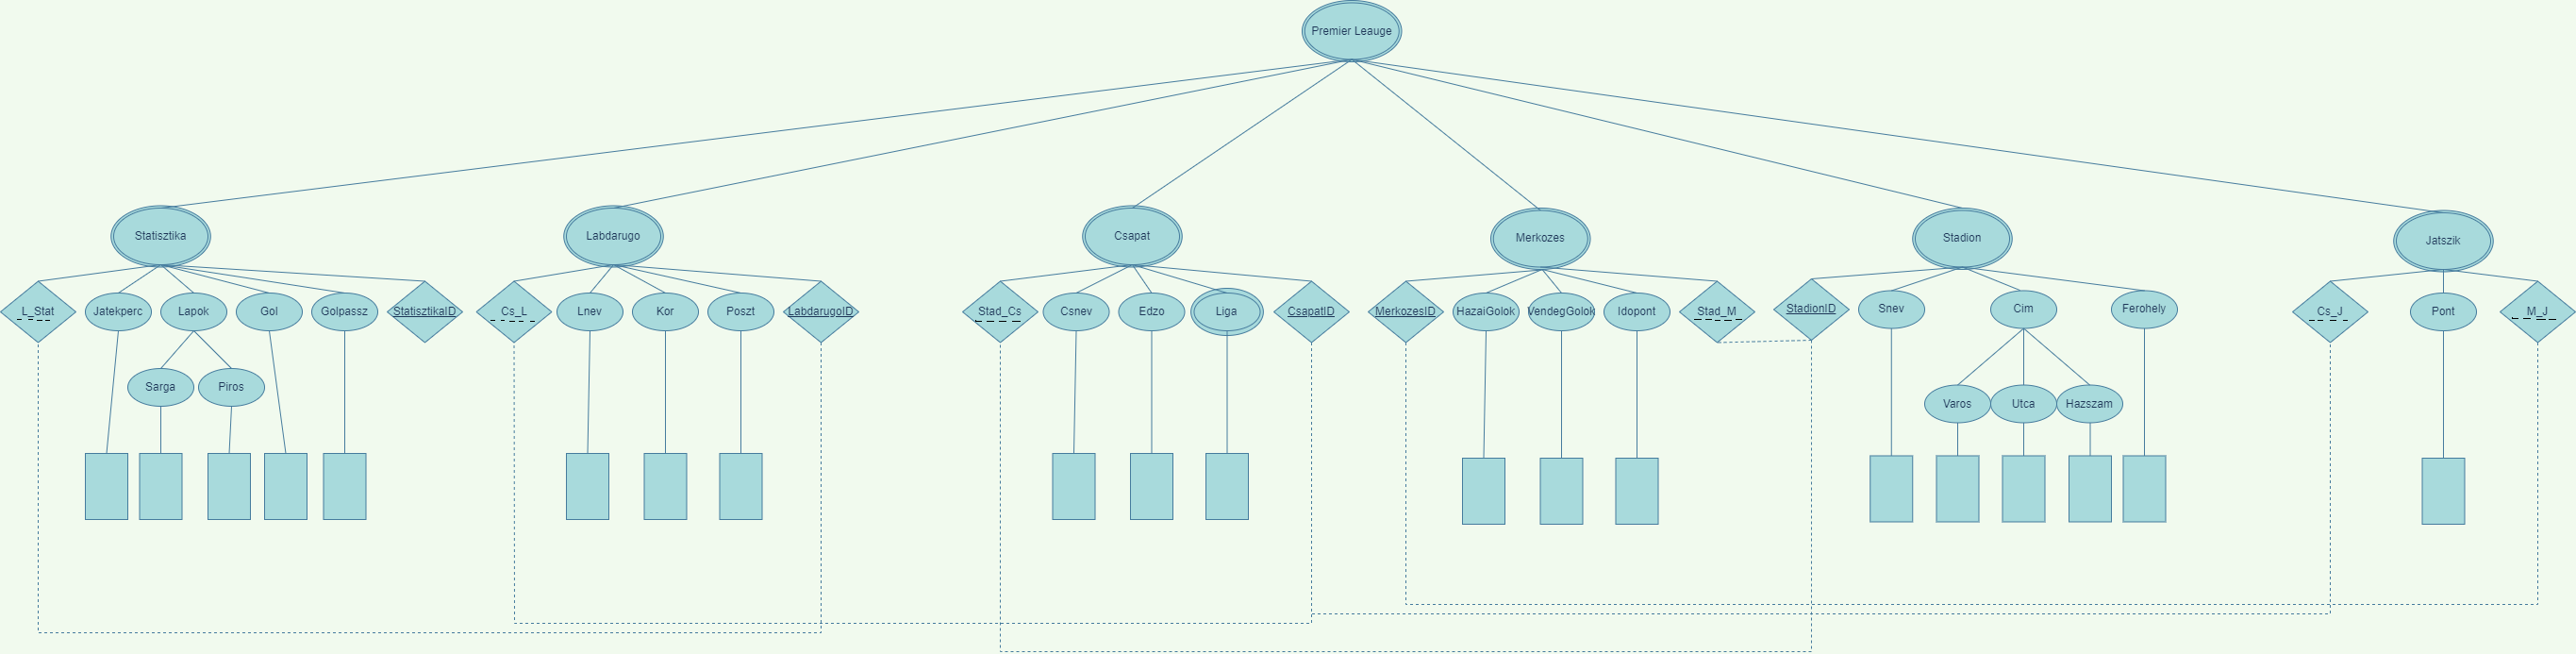 Premier Leauge
Statisztika
Labdarugo
Csapat
Merkozes
Stadion
Jatszik
L_Stat
Jatekperc
Lapok
Gol
Golpassz
StatisztikaID
Cs_L
Lnev
Kor
Poszt
LabdarugoID
Stad_Cs
Csnev
Edzo
Liga
CsapatID
MerkozesID
HazaiGolok
VendegGolok
Idopont
Stad_M
StadionID
Snev
Cim
Ferohely
Cs_J
Pont
M_J
Sarga
Piros
Varos
Utca
Hazszam